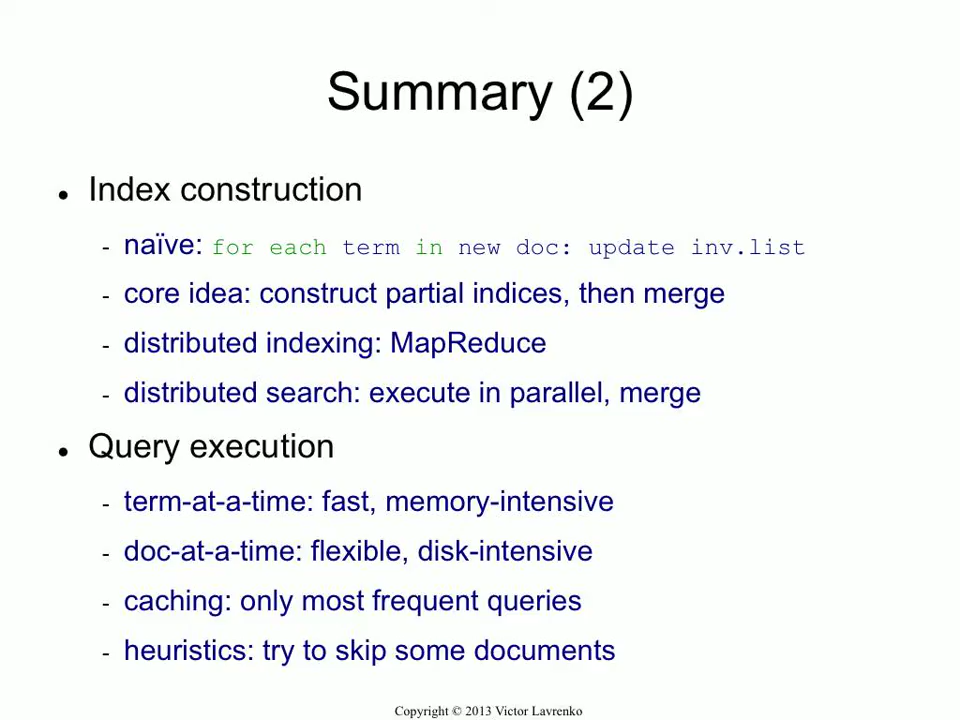 Summary (2)
● Index construction
- naïve: for each term in new doc: update inv.list
- core idea: construct partial indices, then merge
- distributed indexing: MapReduce
- distributed search: execute in parallel, merge
● Query execution
- term-at-a-time: fast, memory-intensive
- doc-at-a-time: flexible, disk-intensive
- caching: only most frequent queries
- heuristics: try to skip some documents
Copyright © 2013 Victor Lavrenko